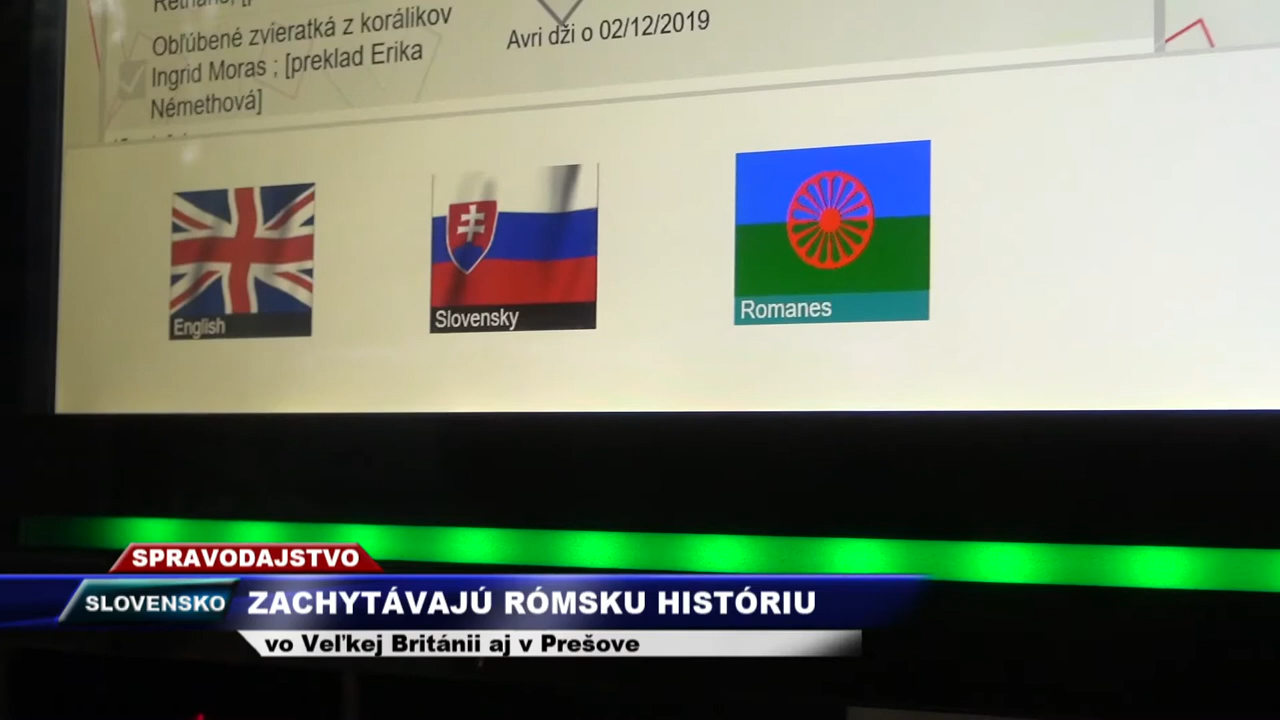 Obľúbené zvieratká z korálikov
Ingrid Moras ; [preklad Erika
Némethová]
Avri dži o 02/12/2019
English
Slovensky
Romanes
SPRAVODAJSTVO
SLOVENSKO
ZACHYTÁVAJÚ RÓMSKU HISTÓRIU
vo Veľkej Británii aj v Prešove